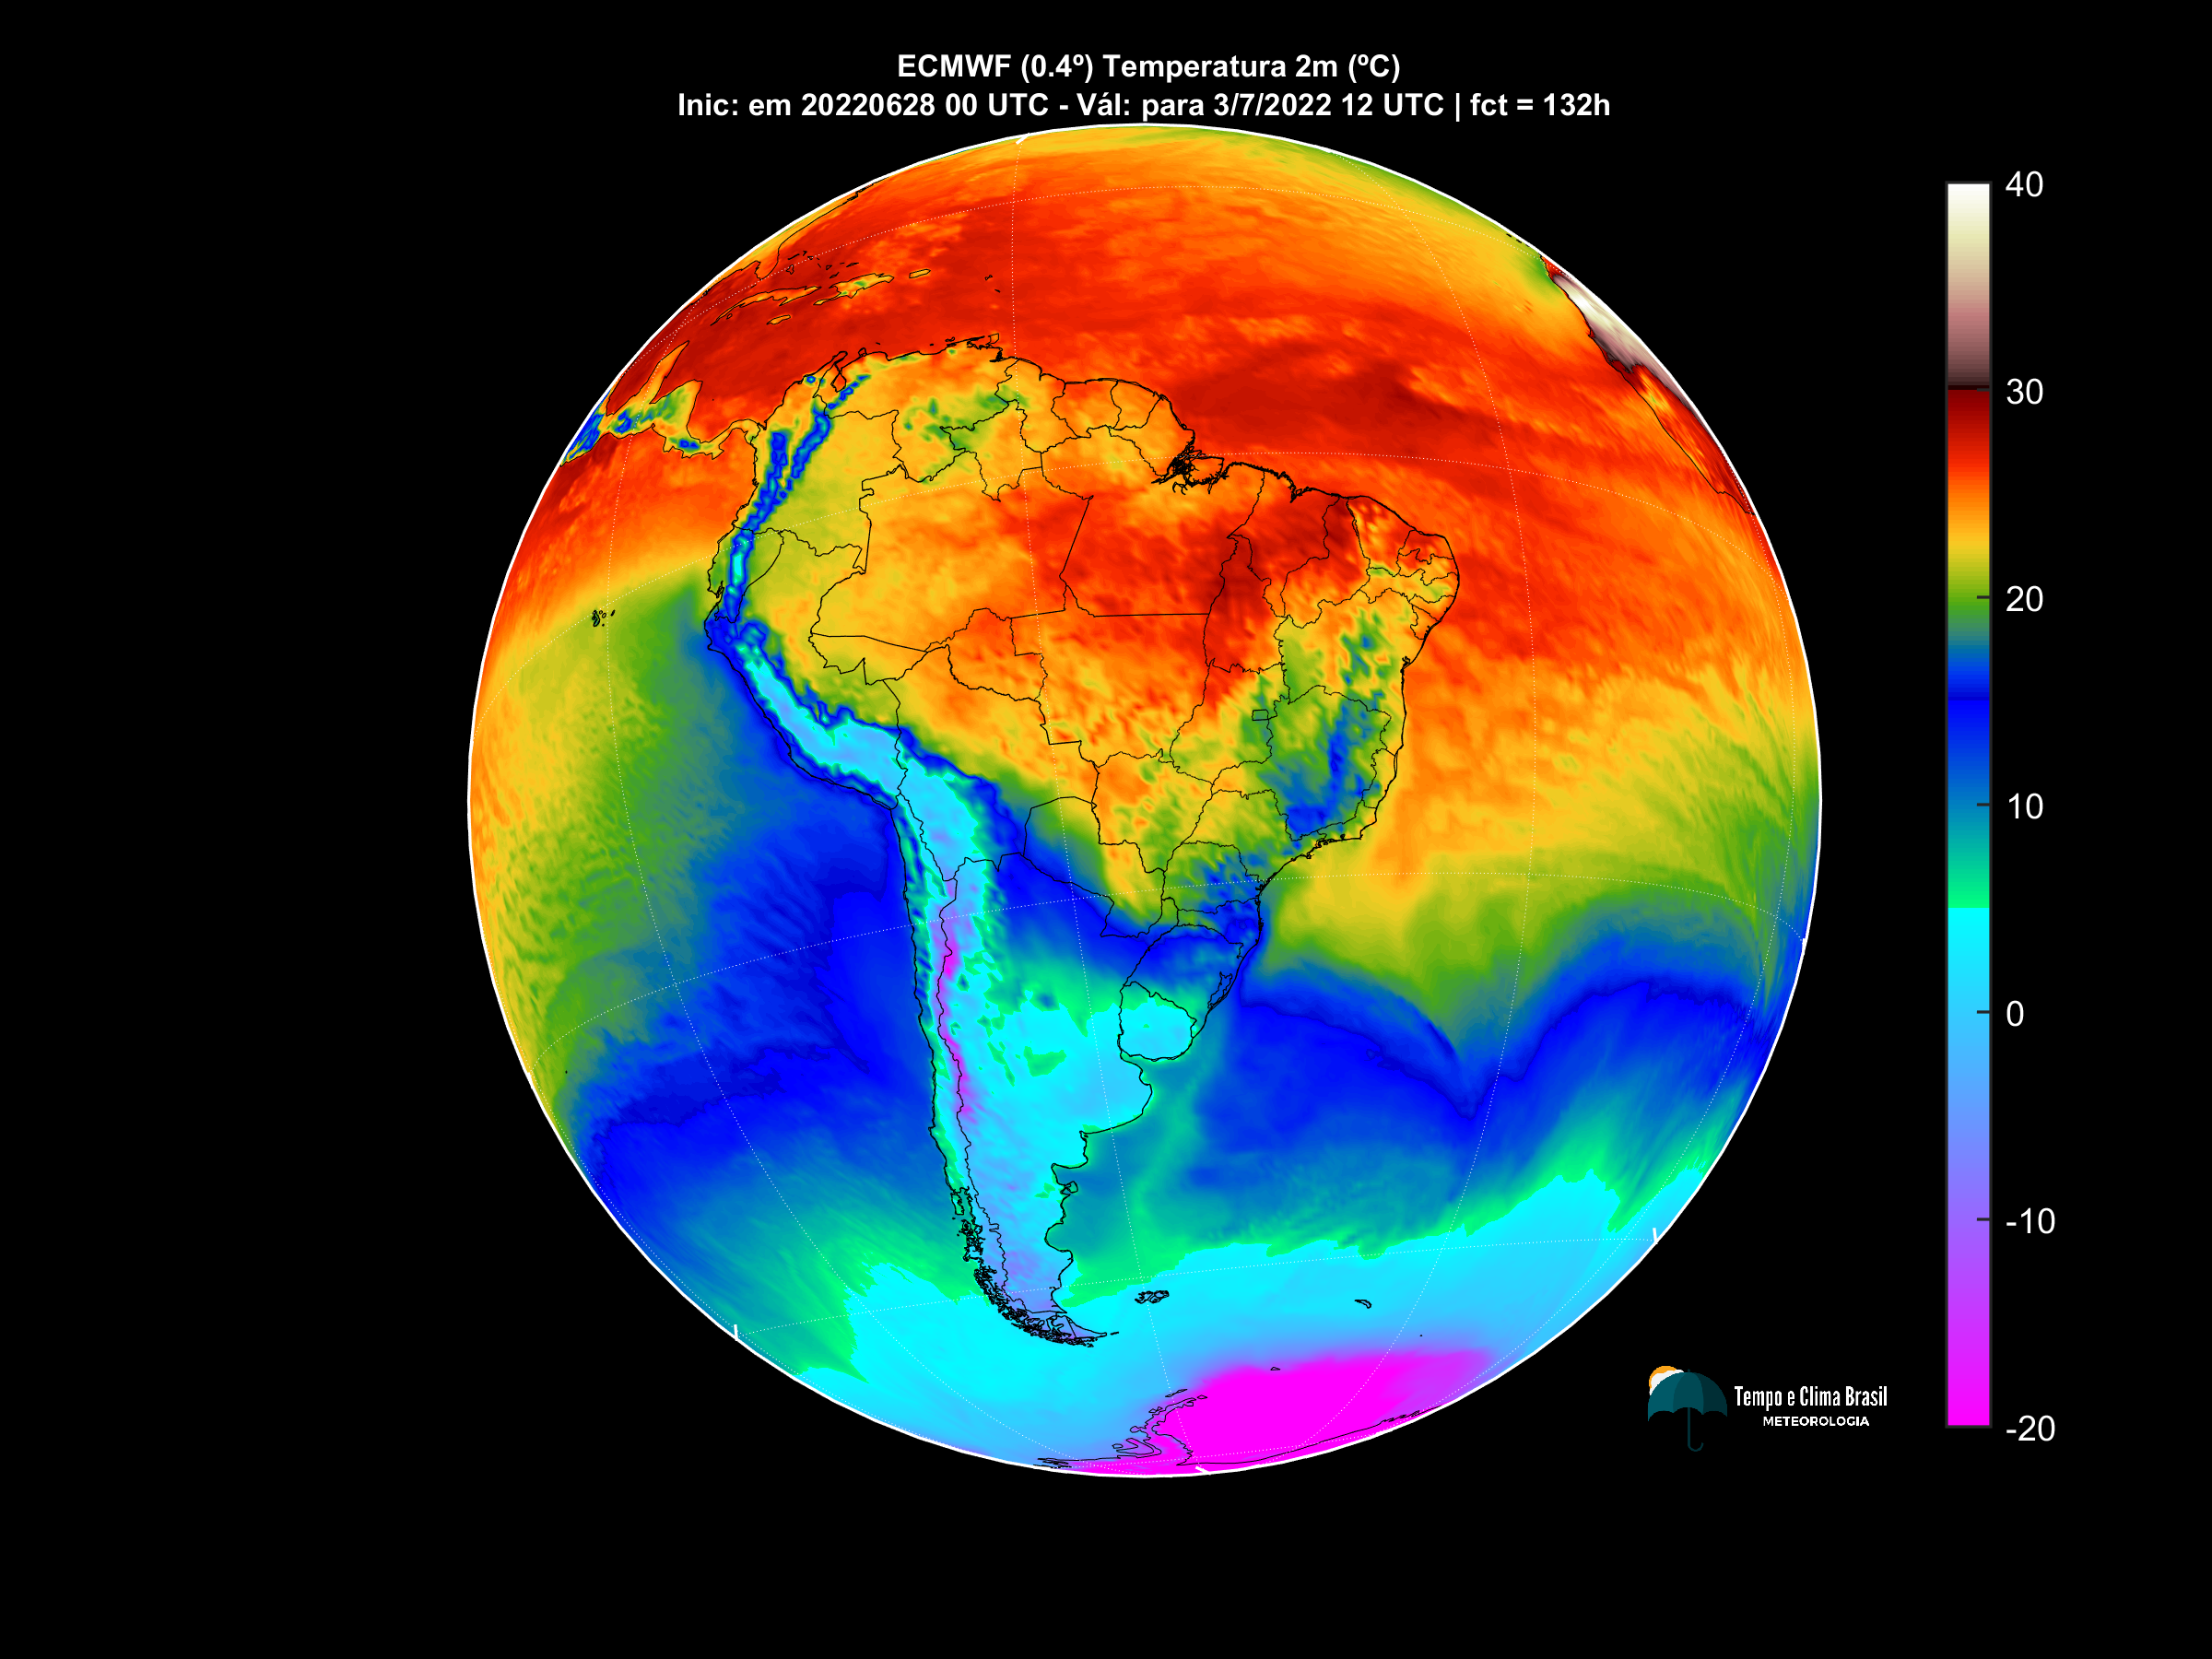 ECMWF (0.4º) Temperatura 2m (ºC)
Inic: em 20220628 00 UTC - Vál: para 3/7/2022 12 UTC | fct = 132h
40
30
20
10
0
-10
-20
Tempo e Clima Brasil
METEOROLOGIA